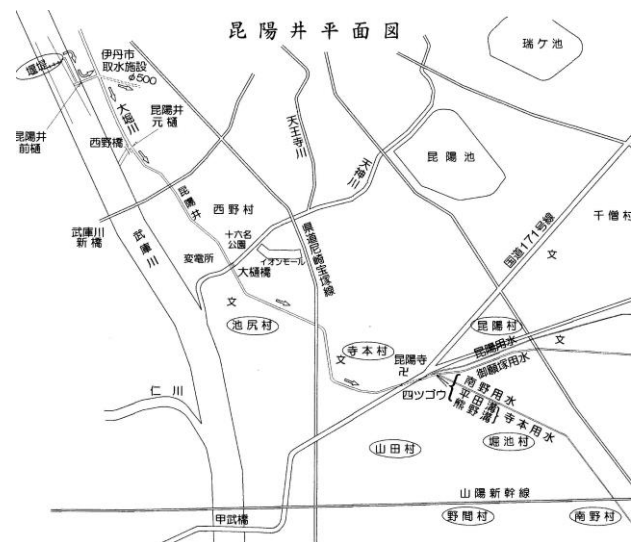 昆陽井平面図
瑞ケ池
堰堤
伊丹市
取水施設
φ500
大堀川
昆陽井
元樋
昆陽井
前樋
西野橋
天王寺川
天神川
昆陽池
千僧村
国道171号線
昆陽井
西野村
武庫川
新橋
武庫川
十六名
公園
変電所
イオンモール
大樋橋
県道尼崎宝塚線
文
文
池尻村
昆陽村
昆陽用水
文
寺本村
文
昆陽寺
卍
御願塚用水
四ツゴウ
南野用水
平田溝
熊野溝
寺本用水
仁川
堀池村
山田村
山陽新幹線
甲武橋
野間村
南野村